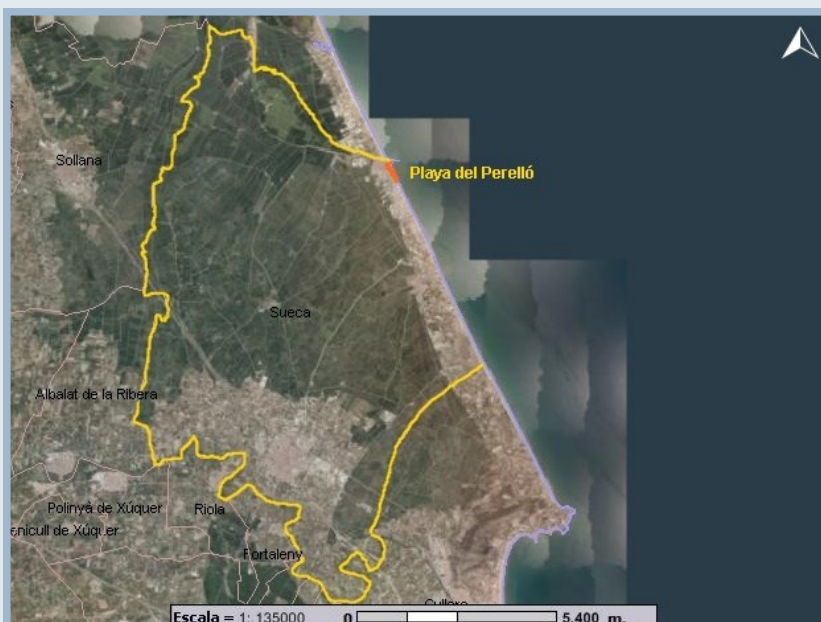 Sollana
Playa del Perelló
Sueca
Albalat de la Ribera
Polinyà de Xúquer
Riola
enicull de Xúquer
Fortaleny
Cullera
Escala = 1: 135000 0 5.400 m.